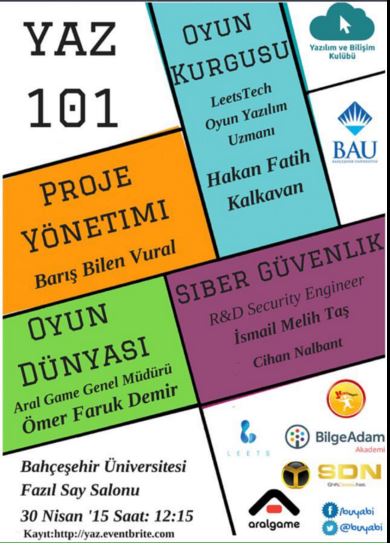 YAZ
101
OYUN
KURGUSU
LeetsTech
Oyun Yazılım
Uzmanı
Hakan Fatih
Kalkavan
Yazılım ve Bilişim
Kulübü
BAU
PROJE
YÖNETIMI
Barış Bilen Vural
SIBER GÜVENLIK
R&D Security Engineer
İsmail Melih Taş
Cihan Nalbant
OYUN
DÜNYASI
Aral Game Genel Müdürü
Ömer Faruk Demir
LEETS
BilgeAdam
Akademi
SDN
aralgame
@buyabi
@buyabi
Bahçeşehir Üniversitesi
Fazıl Say Salonu
30 Nisan '15 Saat: 12:15
Kayıt:http://yaz.eventbrite.com